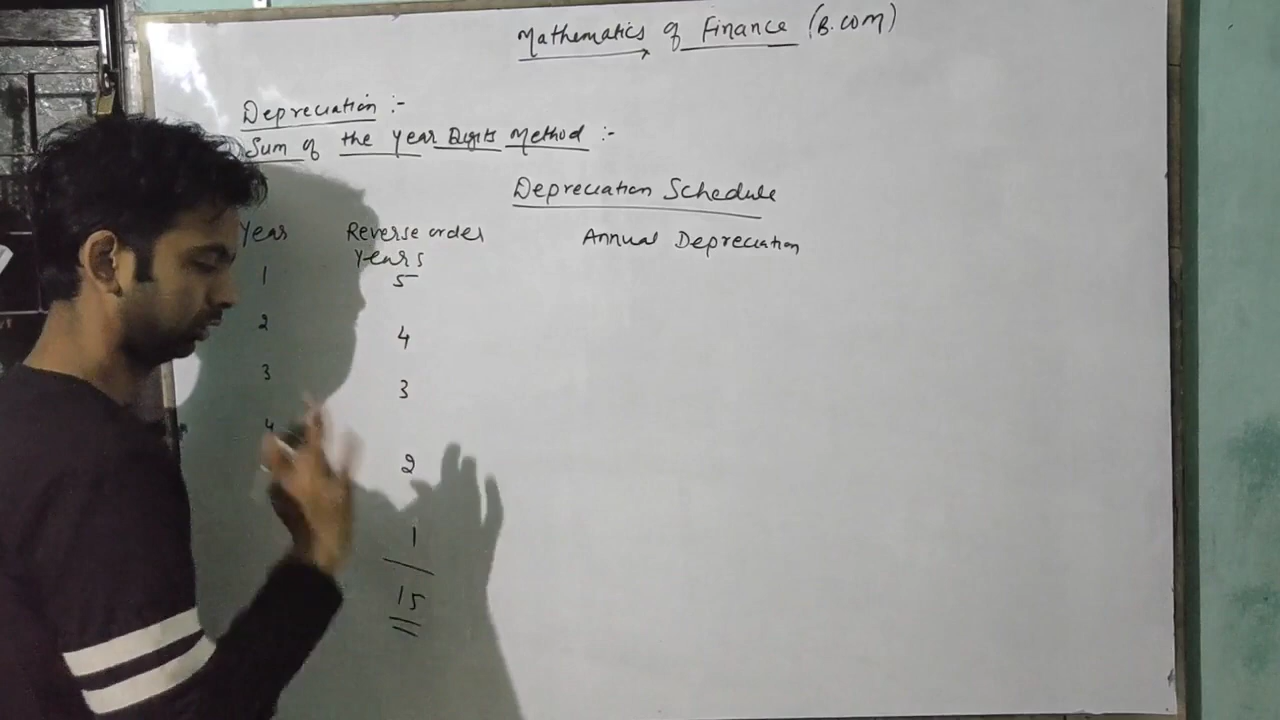 Mathematics of Finance (B.COM)
Depreciation :-
Sum of the Year Digits Method :-
Depreciation Schedule
Year Reverse order Annual Depreciation
Years
1 5
2 4
3 3
4 2
1
15